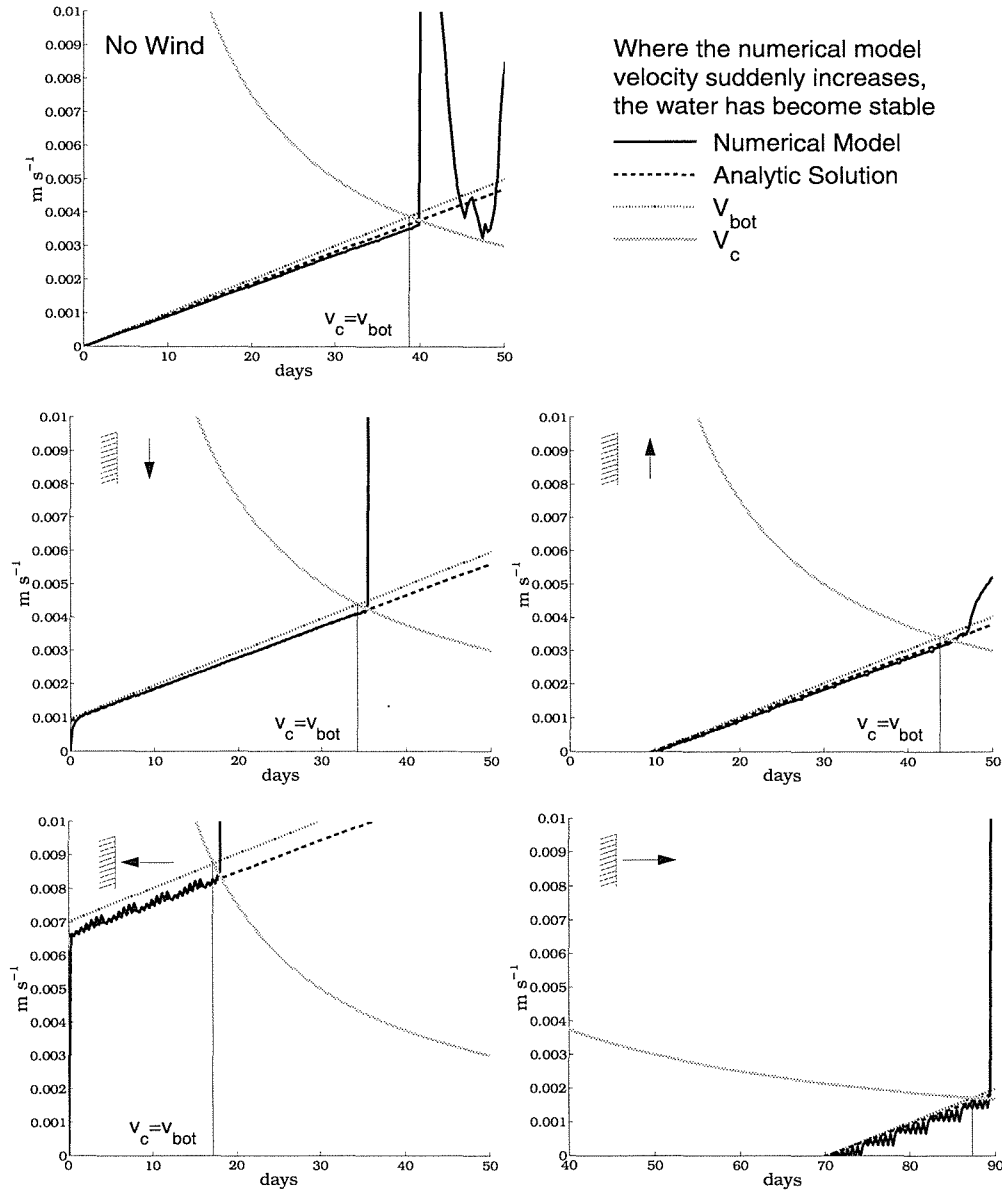 No Wind
0.01
0.009
0.008
0.007
0.006
0.005
0.004
0.003
0.002
0.001
0
m s⁻¹
v_c=v_bot
0 10 20 30 40 50
days
Where the numerical model
velocity suddenly increases,
the water has become stable
Numerical Model
Analytic Solution
V_bot
V_c
0.01
0.009
0.008
0.007
0.006
0.005
0.004
0.003
0.002
0.001
0
m s⁻¹
v_c=v_bot
0 10 20 30 40 50
days
0.01
0.009
0.008
0.007
0.006
0.005
0.004
0.003
0.002
0.001
0
m s⁻¹
v_c=v_bot
0 10 20 30 40 50
days
0.01
0.009
0.008
0.007
0.006
0.005
0.004
0.003
0.002
0.001
0
m s⁻¹
v_c=v_bot
0 10 20 30 40 50
days
0.01
0.009
0.008
0.007
0.006
0.005
0.004
0.003
0.002
0.001
0
m s⁻¹
40 50 60 70 80 90
days